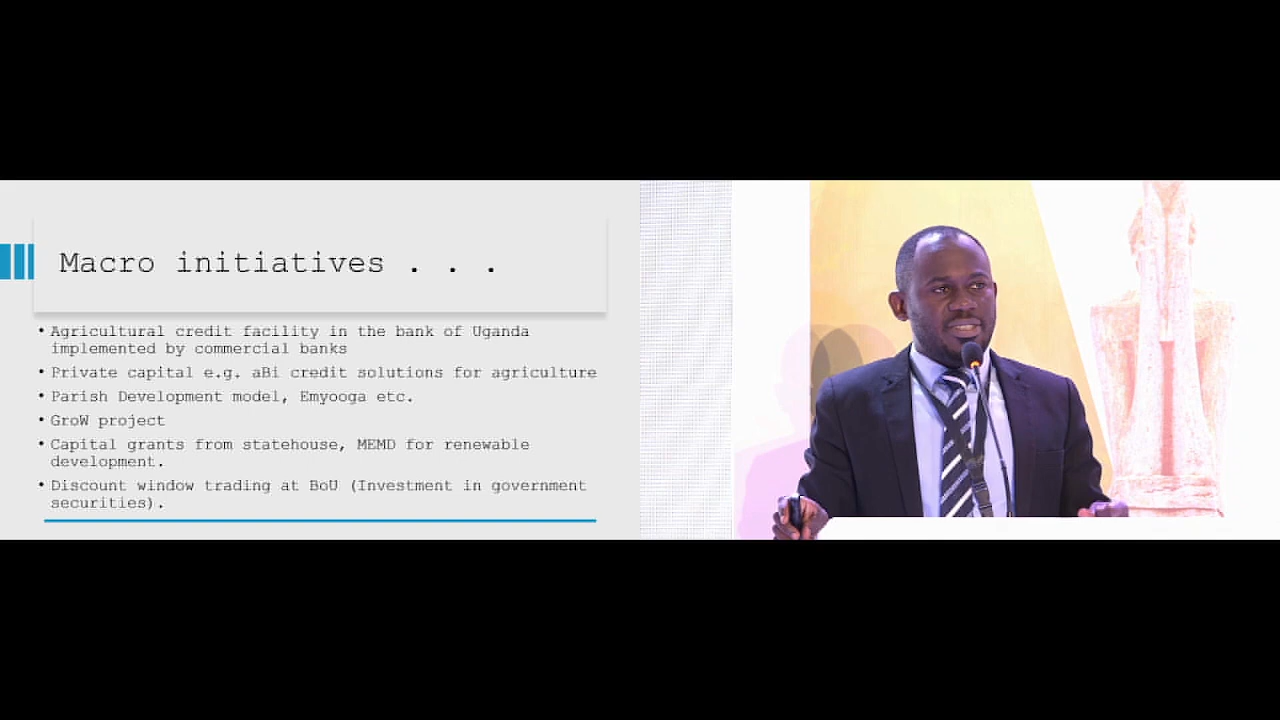 Macro initiatives . . .
• Agricultural credit facility in the bank of Uganda
implemented by commercial banks
• Private capital e.g. aBi credit solutions for agriculture
• Parish Development model, Emyooga etc.
• GroW project
• Capital grants from statehouse, MEMD for renewable
development.
• Discount window trading at BoU (Investment in government
securities).